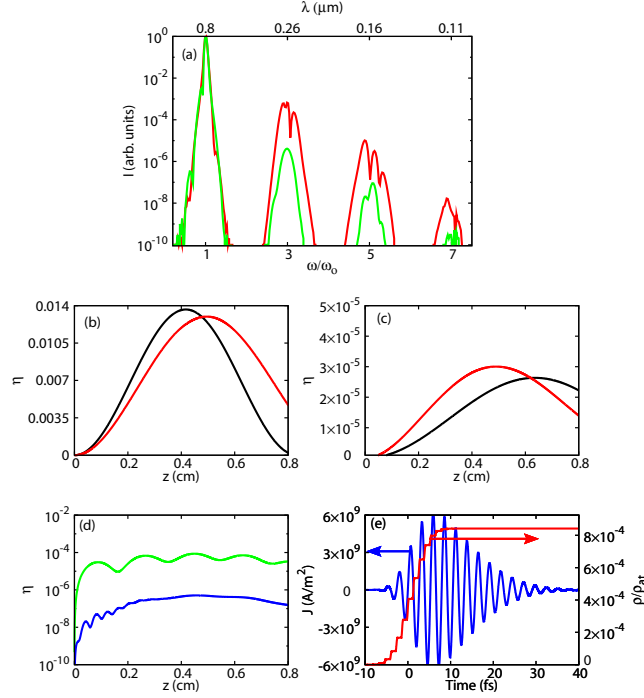 λ (μm)
0.8 0.26 0.16 0.11
(a)
I (arb. units)
10^0
10^-2
10^-4
10^-6
10^-8
10^-10
1 3 5 7
ω/ω_o
(b)
η
0.014
0.0105
0.007
0.0035
0
0 0.2 0.4 0.6 0.8
z (cm)
(c)
η
5×10^-5
4×10^-5
3×10^-5
2×10^-5
1×10^-5
0
0 0.2 0.4 0.6 0.8
z (cm)
(d)
η
10^-2
10^-4
10^-6
10^-8
10^-10
0 0.2 0.4 0.6 0.8
z (cm)
(e)
J (A/m^2)
6×10^9
3×10^9
0
-3×10^9
-6×10^9
8×10^-4
6×10^-4
4×10^-4
2×10^-4
0
ρ/ρ_at
-10 0 10 20 30 40
Time (fs)